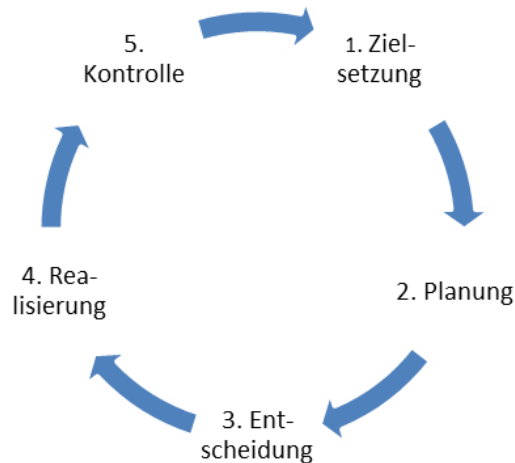 1. Ziel-
setzung
2. Planung
3. Ent-
scheidung
4. Rea-
lisierung
5.
Kontrolle